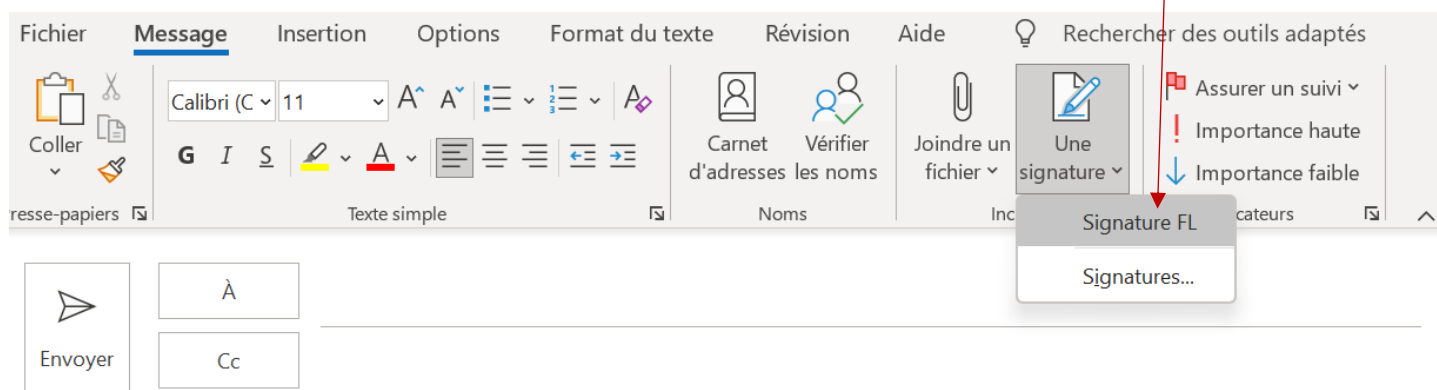 Fichier Message Insertion Options Format du texte Révision Aide Rechercher des outils adaptés
Coller
Calibri (C 11
G I S A
Carnet d'adresses
Vérifier les noms
Joindre un fichier
Une signature
Assurer un suivi
Importance haute
Importance faible
resse-papiers Texte simple Noms Inc cateurs
Signature FL
Signatures...
Envoyer
À
Cc